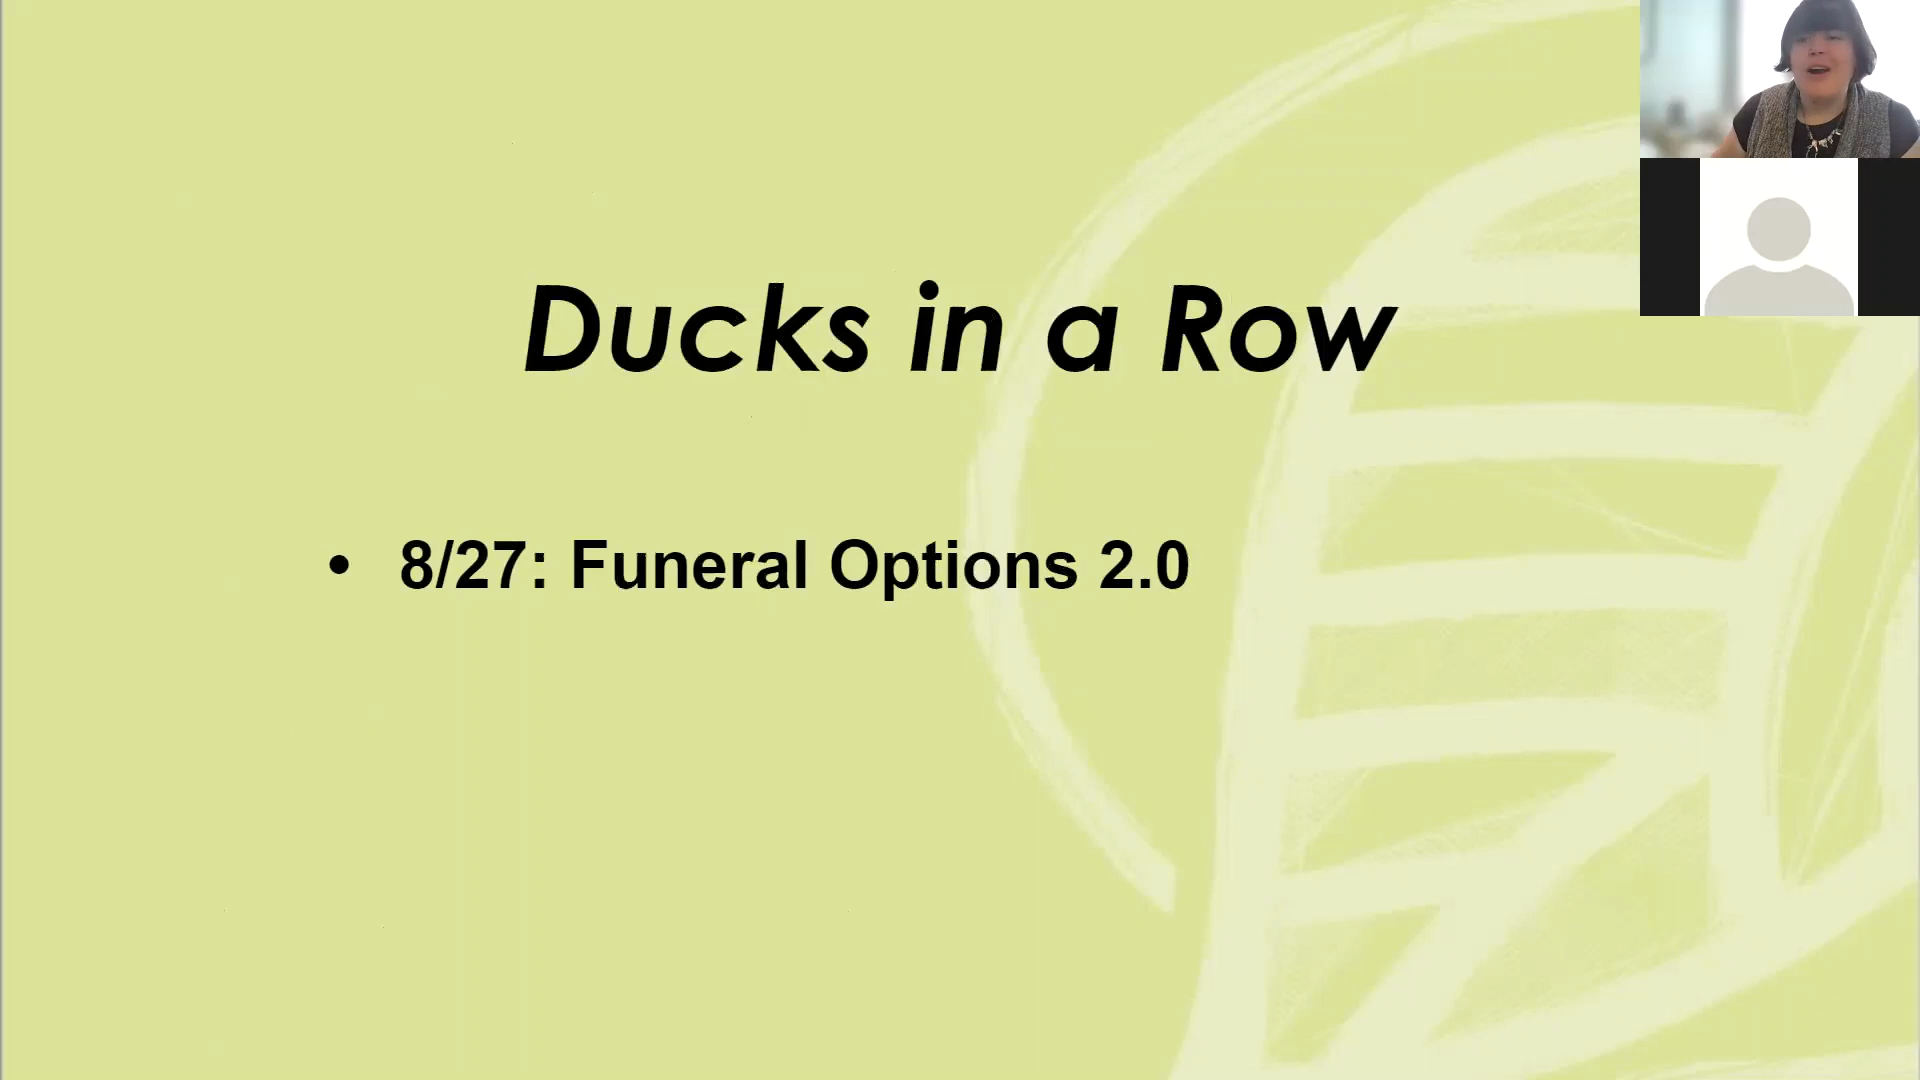 Ducks in a Row
• 8/27: Funeral Options 2.0